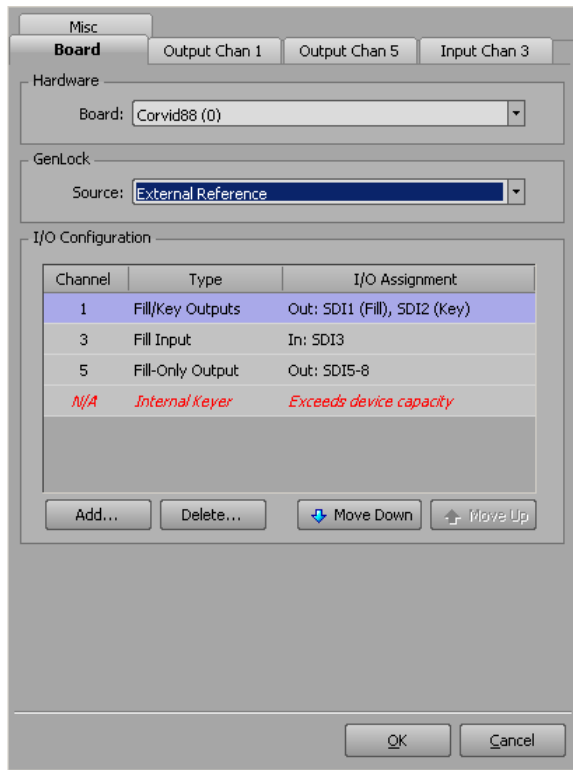 Misc
Board Output Chan 1 Output Chan 5 Input Chan 3
Hardware
Board: Corvid88 (0)
GenLock
Source: External Reference
I/O Configuration
Channel Type I/O Assignment
1 Fill/Key Outputs Out: SDI1 (Fill), SDI2 (Key)
3 Fill Input In: SDI3
5 Fill-Only Output Out: SDI5-8
N/A Internal Keyer Exceeds device capacity
Add... Delete... Move Down Move Up
OK Cancel